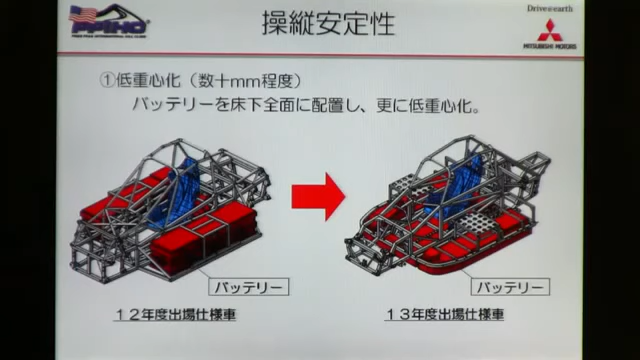 PPIHC
操縦安定性
Drive@earth
MITSUBISHI MOTORS
①低重心化（数十mm程度）
バッテリーを床下全面に配置し、更に低重心化。
バッテリー
バッテリー
１２年度出場仕様車
１３年度出場仕様車